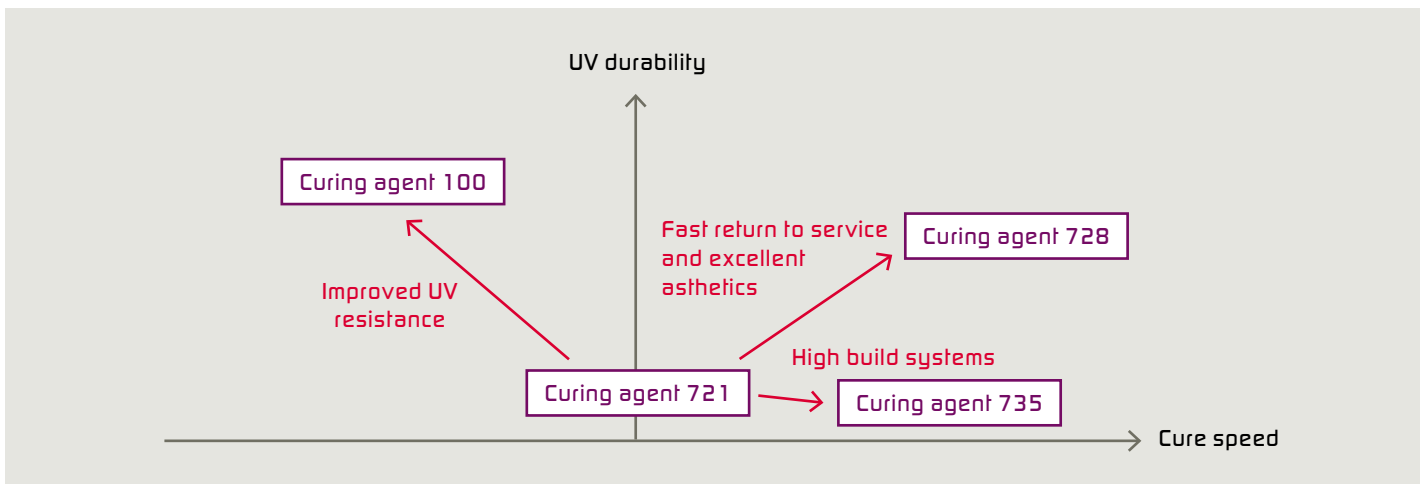 UV durability
Curing agent 100
Fast return to service
and excellent
asthetics
Curing agent 728
Improved UV
resistance
High build systems
Curing agent 721
Curing agent 735
Cure speed